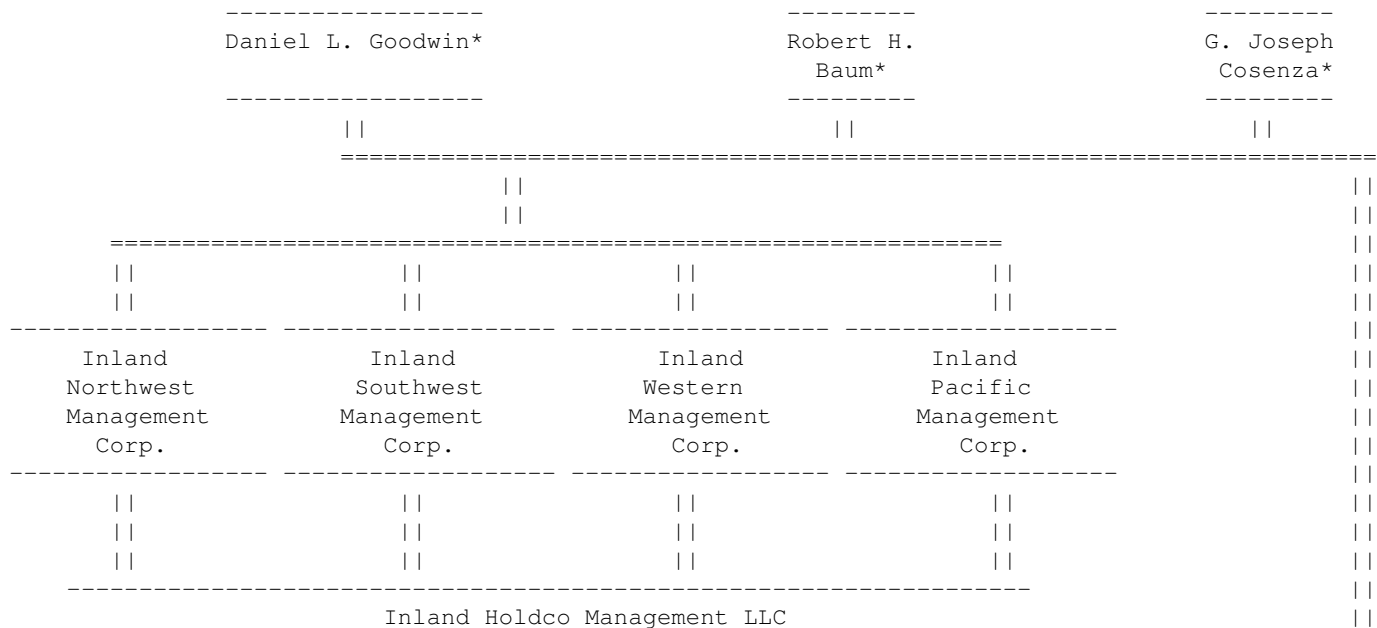 Daniel L. Goodwin* Robert H. G. Joseph
Baum* Cosenza*
Inland Inland Inland Inland
Northwest Southwest Western Pacific
Management Management Management Management
Corp. Corp. Corp. Corp.
Inland Holdco Management LLC